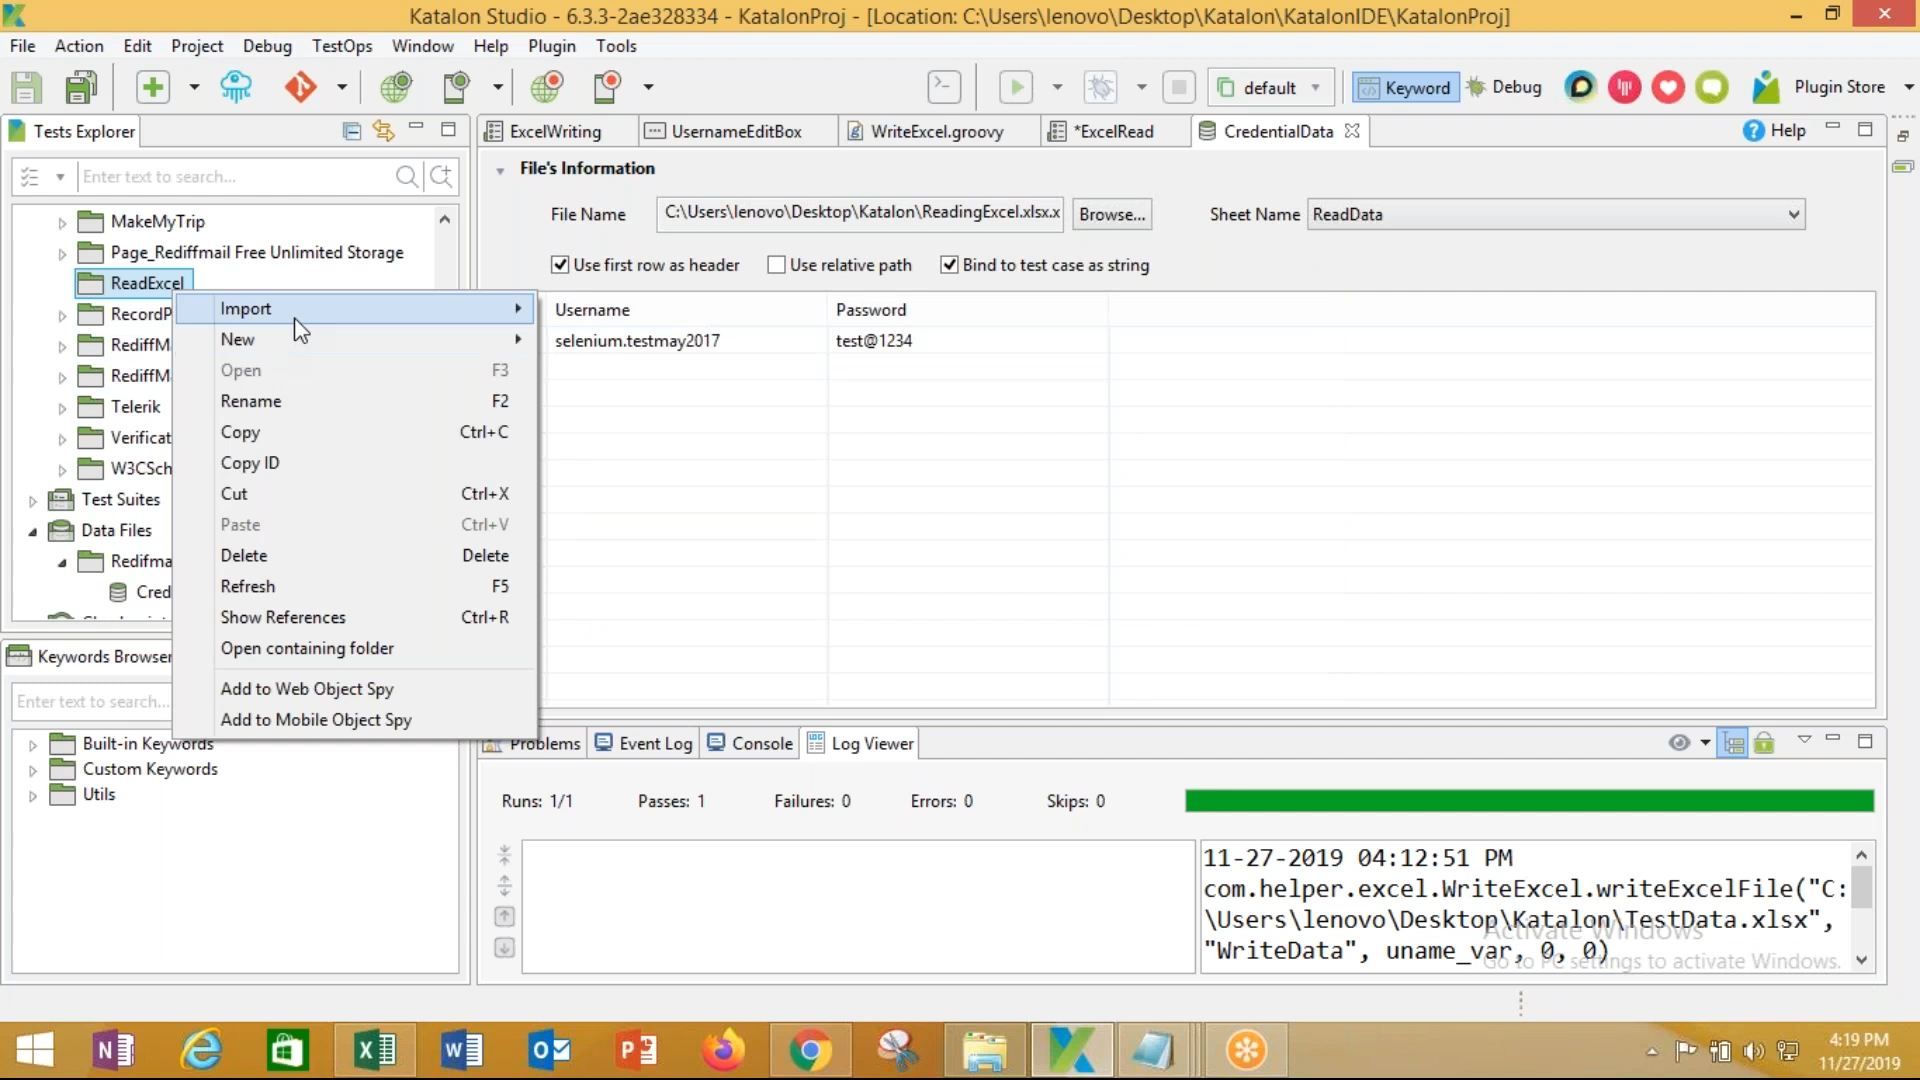 Katalon Studio - 6.3.3-2ae328334 - KatalonProj - [Location: C:\Users\lenovo\Desktop\Katalon\KatalonIDE\KatalonProj]
File Action Edit Project Debug TestOps Window Help Plugin Tools
default Keyword Debug Plugin Store
Tests Explorer
ExcelWriting UsernameEditBox WriteExcel.groovy *ExcelRead CredentialData Help
Enter text to search...
File's Information
File Name C:\Users\lenovo\Desktop\Katalon\ReadingExcel.xlsx.x Browse... Sheet Name ReadData
Use first row as header Use relative path Bind to test case as string
Username Password
selenium.testmay2017 test@1234
MakeMyTrip
Page_Rediffmail Free Unlimited Storage
ReadExcel
RecordP
RediffM
RediffM
Telerik
Verificat
W3CSch
Test Suites
Data Files
Redifma
Cred
Import
New
Open F3
Rename F2
Copy Ctrl+C
Copy ID
Cut Ctrl+X
Paste Ctrl+V
Delete Delete
Refresh F5
Show References Ctrl+R
Open containing folder
Add to Web Object Spy
Add to Mobile Object Spy
Keywords Browser
Enter text to search...
Built-in Keywords
Custom Keywords
Utils
Problems Event Log Console Log Viewer
Runs: 1/1 Passes: 1 Failures: 0 Errors: 0 Skips: 0
11-27-2019 04:12:51 PM
com.helper.excel.WriteExcel.writeExcelFile("C:
\Users\lenovo\Desktop\Katalon\TestData.xlsx",
"WriteData", uname_var, 0, 0)
Activate Windows
Go to PC settings to activate Windows.
4:19 PM
11/27/2019